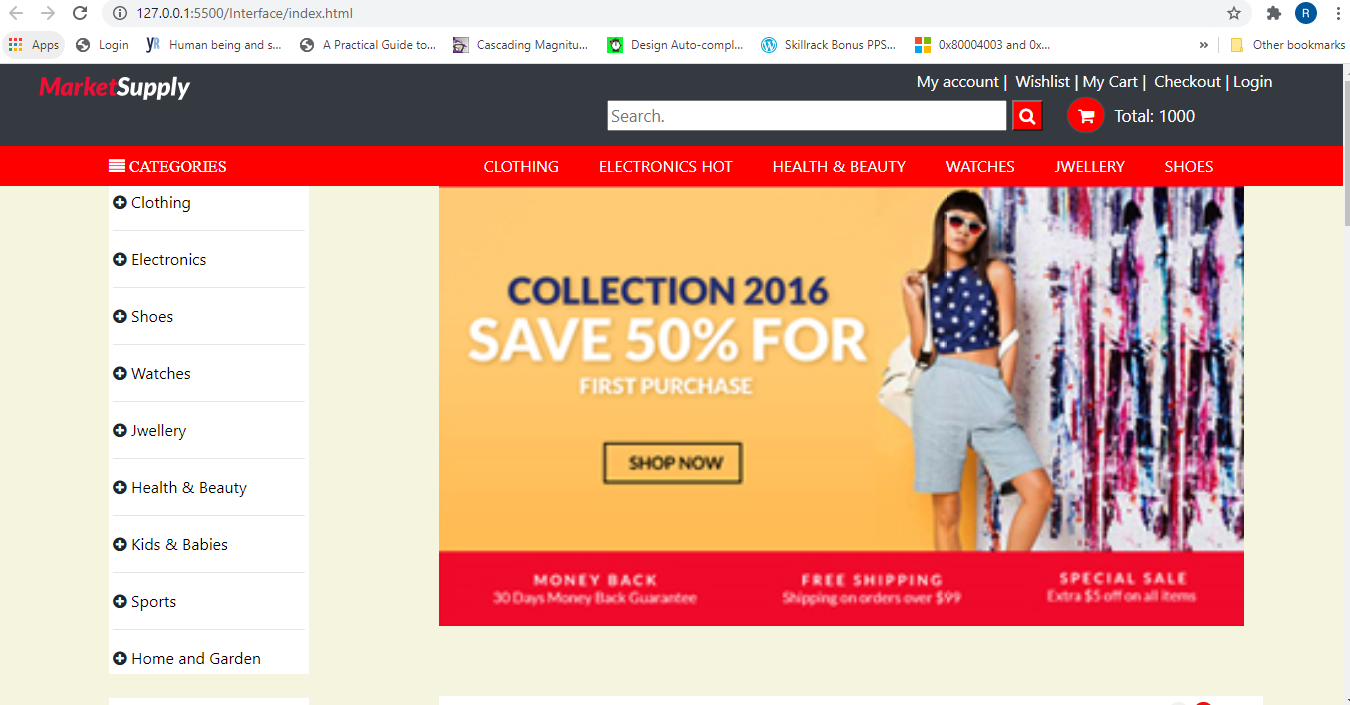 127.0.0.1:5500/Interface/index.html
R
Apps Login yR Human being and s... A Practical Guide to... Cascading Magnitu... Design Auto-compl... Skillrack Bonus PPS... 0x80004003 and 0x... » Other bookmarks
MarketSupply
My account | Wishlist | My Cart | Checkout | Login
Search.
Total: 1000
CATEGORIES
CLOTHING ELECTRONICS HOT HEALTH & BEAUTY WATCHES JWELLERY SHOES
Clothing
Electronics
Shoes
Watches
Jwellery
Health & Beauty
Kids & Babies
Sports
Home and Garden
COLLECTION 2016
SAVE 50% FOR
FIRST PURCHASE
SHOP NOW
MONEY BACK
30 Days Money Back Guarantee
FREE SHIPPING
Shipping on orders over $99
SPECIAL SALE
Extra $5 off on all items